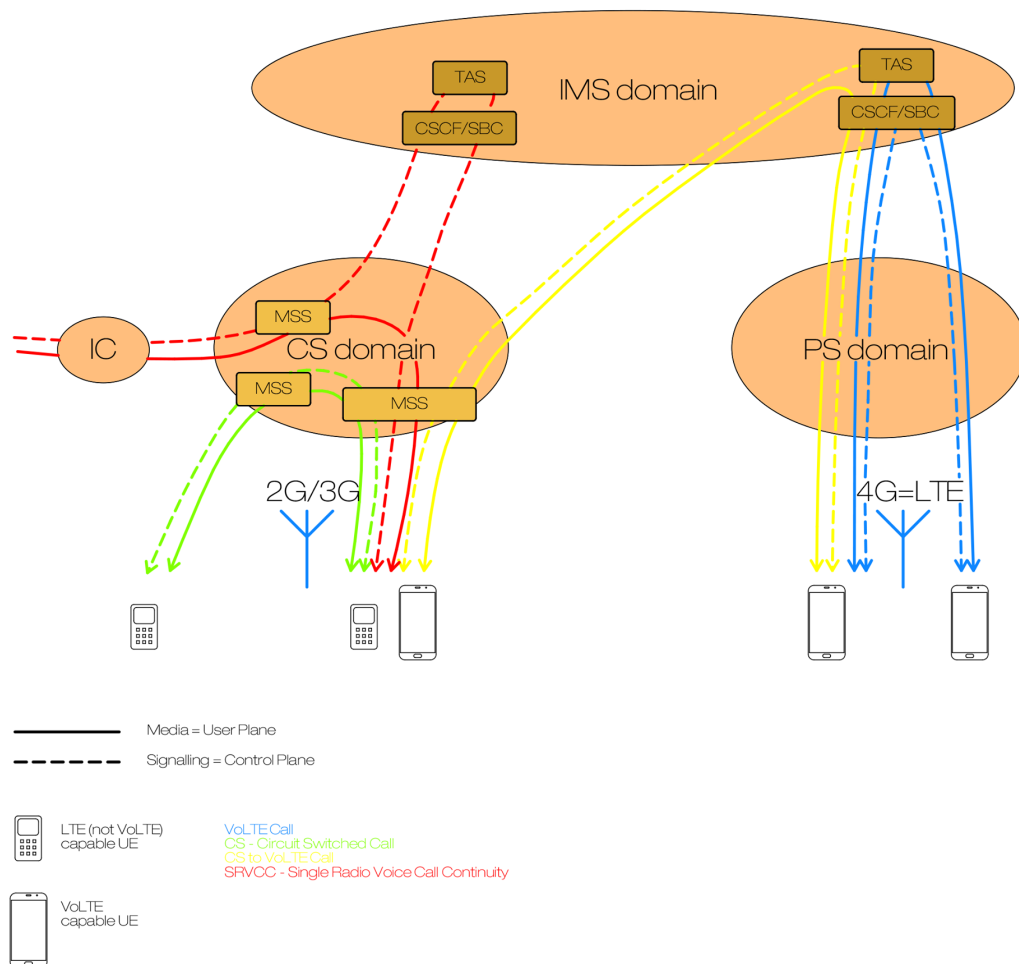 TAS
TAS
IMS domain
CSCF/SBC
CSCF/SBC
MSS
IC
CS domain
PS domain
MSS
MSS
2G/3G
4G=LTE
Media = User Plane
Signalling = Control Plane
LTE (not VoLTE)
capable UE
VoLTE Call
CS - Circuit Switched Call
CS to VoLTE Call
SRVCC - Single Radio Voice Call Continuity
VoLTE
capable UE